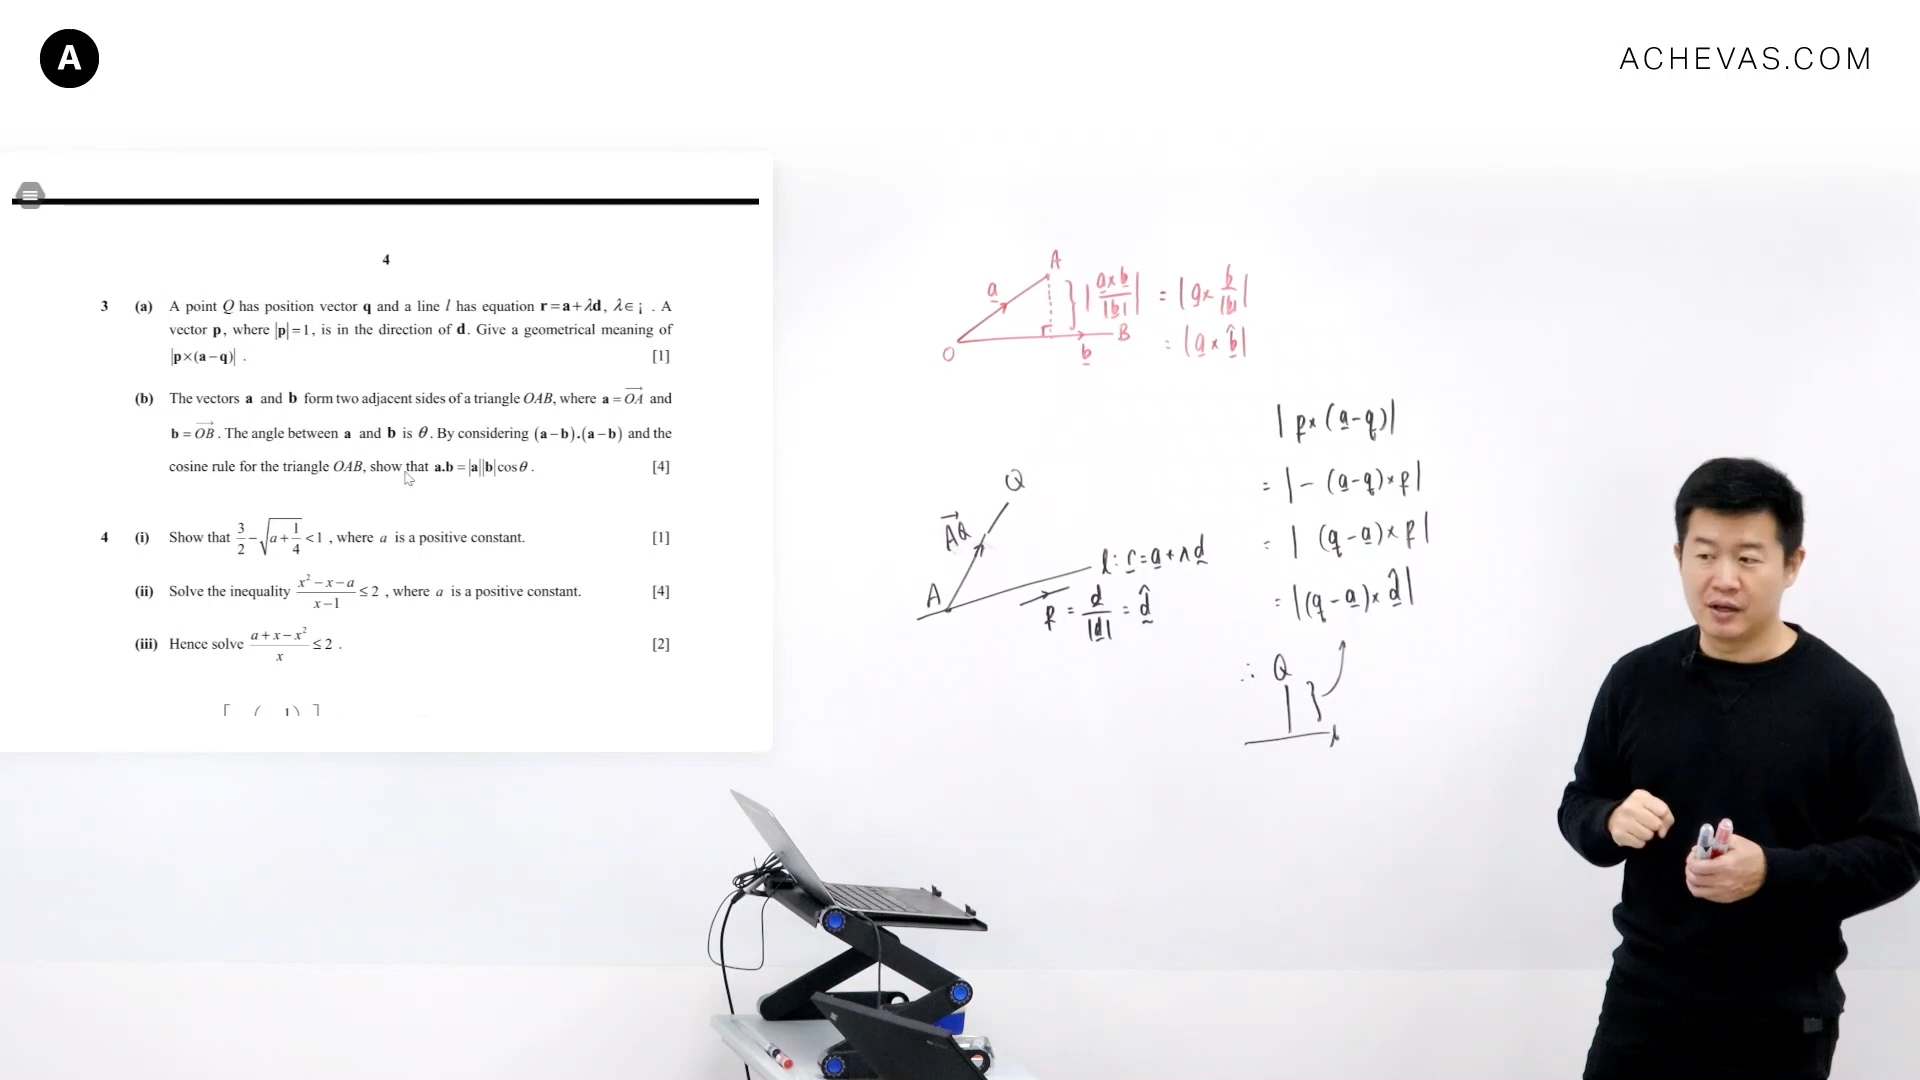 A
ACHEVAS.COM
4
3 (a) A point Q has position vector q and a line l has equation r = a + λd, λ∈ ¡ . A
vector p, where |p| = 1, is in the direction of d. Give a geometrical meaning of
|p×(a−q)| . [1]
(b) The vectors a and b form two adjacent sides of a triangle OAB, where a = \overrightarrow{OA} and
b = \overrightarrow{OB}. The angle between a and b is θ. By considering (a−b).(a−b) and the
cosine rule for the triangle OAB, show that a.b = |a||b|cosθ . [4]
4 (i) Show that 3/2 − √(a + 1/4) < 1 , where a is a positive constant. [1]
(ii) Solve the inequality (x² − x − a)/(x − 1) ≤ 2 , where a is a positive constant. [4]
(iii) Hence solve (a + x − x²)/x ≤ 2 . [2]
A
a
O
b
B
|a×b / |b|| = |a × b/|b||
= |a × b̂|
Q
\overrightarrow{AQ}
A
l: r = a + λd
p = d/|d| = d̂
|p×(a−q)|
= |−(a−q)×p|
= |(q−a)×p|
= |(q−a)×d̂|
∴ Q
l